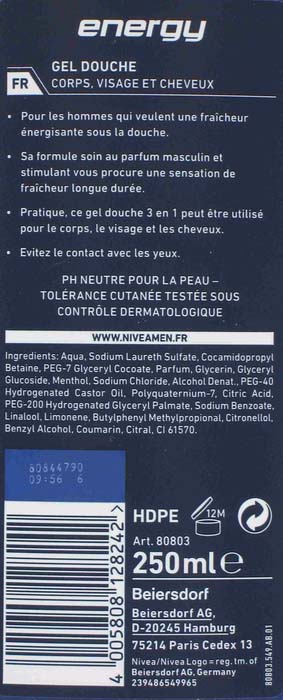 energy
GEL DOUCHE
FR CORPS, VISAGE ET CHEVEUX
• Pour les hommes qui veulent une fraîcheur
énergisante sous la douche.
• Sa formule soin au parfum masculin et
stimulant vous procure une sensation de
fraîcheur longue durée.
• Pratique, ce gel douche 3 en 1 peut être utilisé
pour le corps, le visage et les cheveux.
• Evitez le contact avec les yeux.
PH NEUTRE POUR LA PEAU –
TOLÉRANCE CUTANÉE TESTÉE SOUS
CONTRÔLE DERMATOLOGIQUE
WWW.NIVEAMEN.FR
Ingredients: Aqua, Sodium Laureth Sulfate, Cocamidopropyl
Betaine, PEG-7 Glyceryl Cocoate, Parfum, Glycerin, Glyceryl
Glucoside, Menthol, Sodium Chloride, Alcohol Denat., PEG-40
Hydrogenated Castor Oil, Polyquaternium-7, Citric Acid,
PEG-200 Hydrogenated Glyceryl Palmate, Sodium Benzoate,
Linalool, Limonene, Butylphenyl Methylpropional, Citronellol,
Benzyl Alcohol, Coumarin, Citral, CI 61570.
80844790
09:56 6
4 005808 128242 >
HDPE 12M
Art. 80803
250 ml e
Beiersdorf
Beiersdorf AG,
D-20245 Hamburg
75214 Paris Cedex 13
Nivea/Nivea Logo = reg. tm. of
Beiersdorf AG, Germany
239486549965
80803.549.AB.01